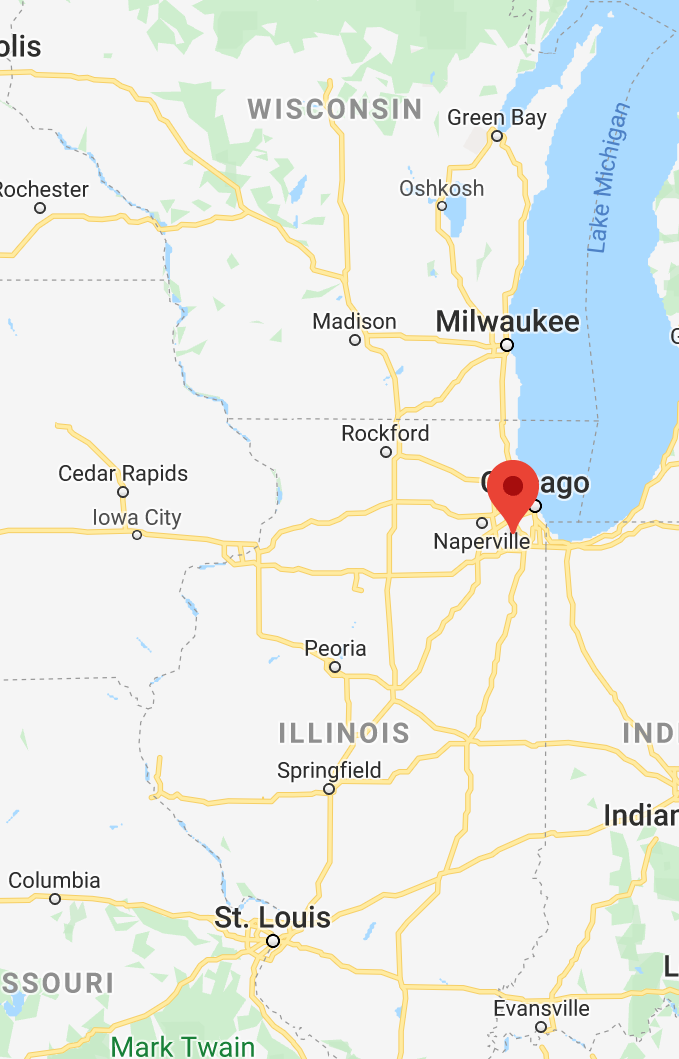 olis
WISCONSIN
Green Bay
Lake Michigan
Rochester
Oshkosh
Madison
Milwaukee
G
Rockford
Cedar Rapids
ago
Iowa City
Naperville
Peoria
ILLINOIS
IND
Springfield
Indian
Columbia
St. Louis
L
SSOURI
Evansville
Mark Twain